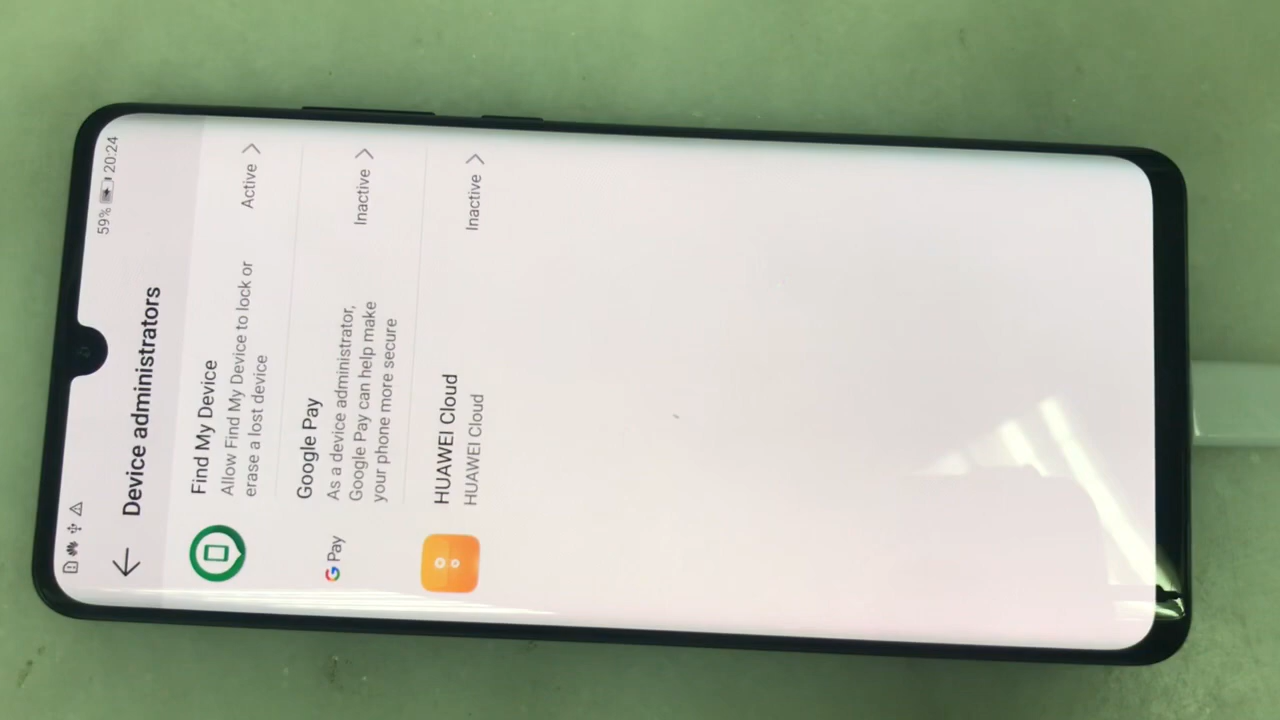 59% 20:24
Device administrators
Find My Device
Allow Find My Device to lock or
erase a lost device
Active
Google Pay
As a device administrator,
Google Pay can help make
your phone more secure
Inactive
G Pay
HUAWEI Cloud
HUAWEI Cloud
Inactive